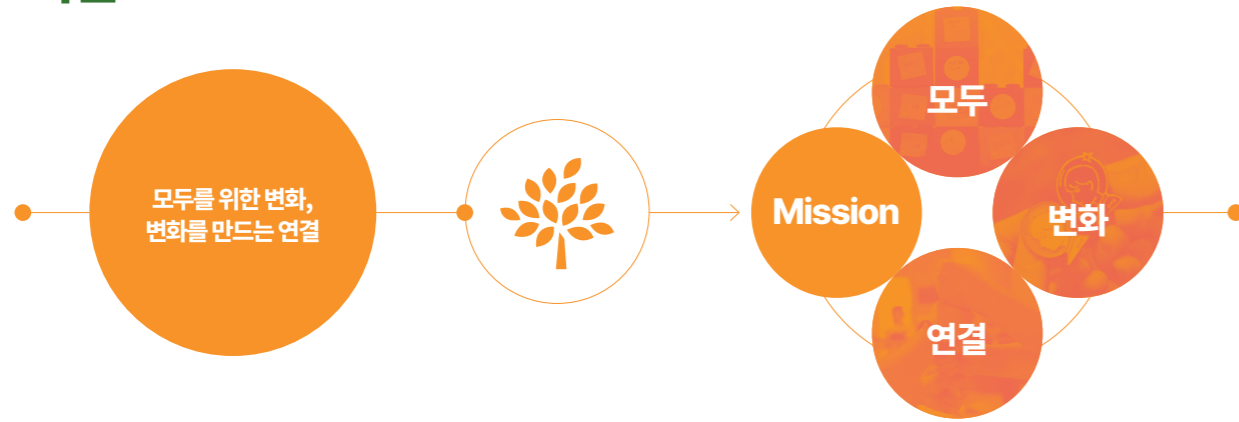 모두를 위한 변화,
변화를 만드는 연결
모두
Mission
변화
연결